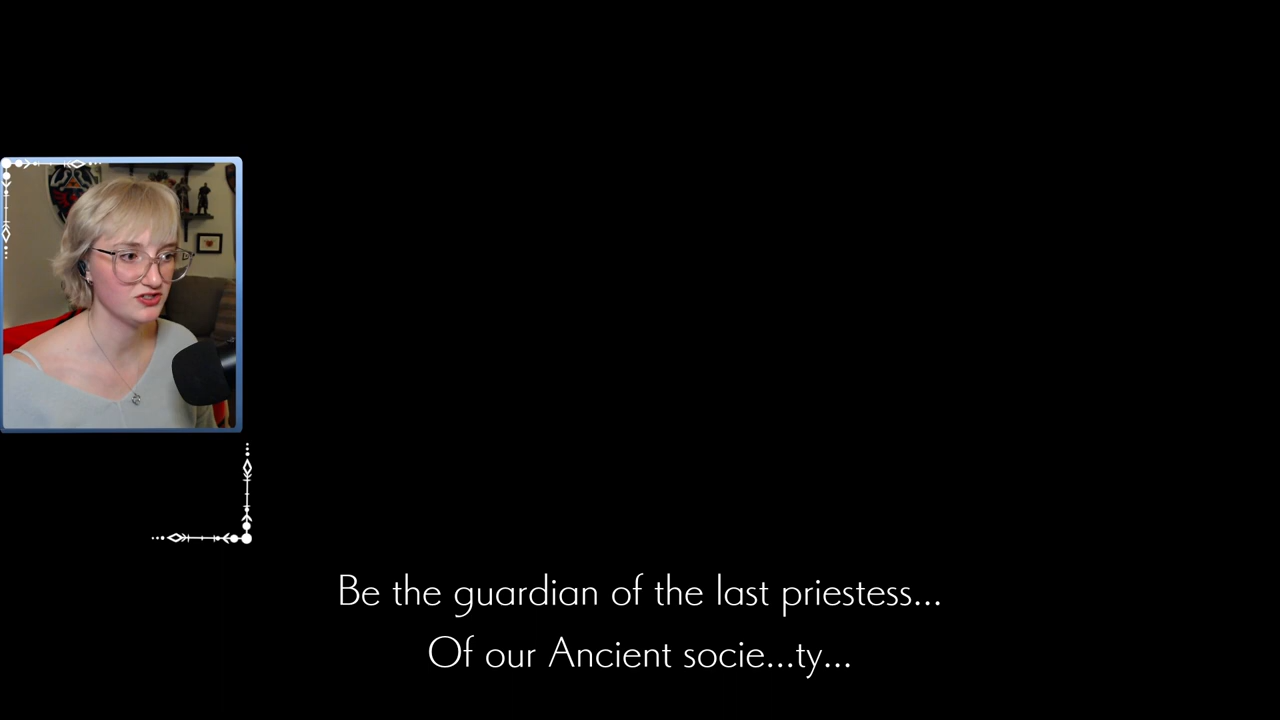 Be the guardian of the last priestess...
Of our Ancient socie...ty...